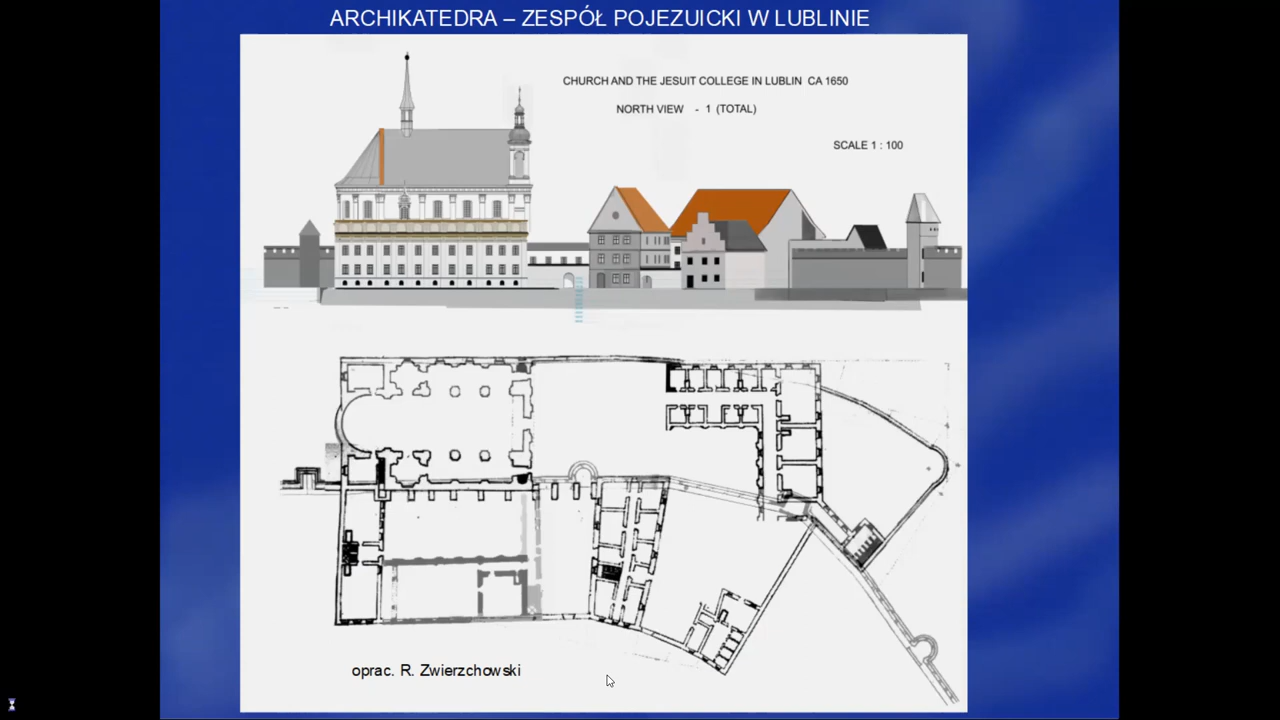 ARCHIKATEDRA – ZESPÓŁ POJEZUICKI W LUBLINIE
CHURCH AND THE JESUIT COLLEGE IN LUBLIN CA 1650
NORTH VIEW - 1 (TOTAL)
SCALE 1 : 100
oprac. R. Zwierzchowski